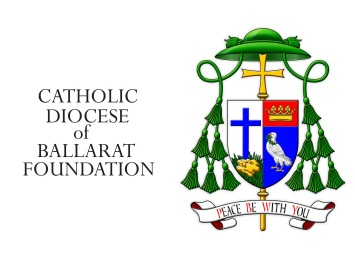 CATHOLIC
DIOCESE
of
BALLARAT
FOUNDATION
PEACE BE WITH YOU